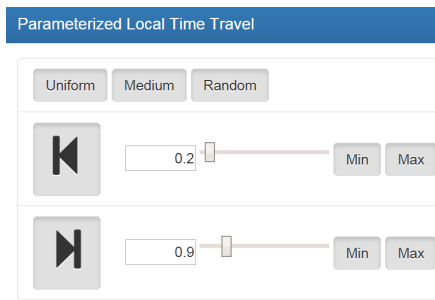 Parameterized Local Time Travel
Uniform Medium Random
0.2 Min Max
0.9 Min Max